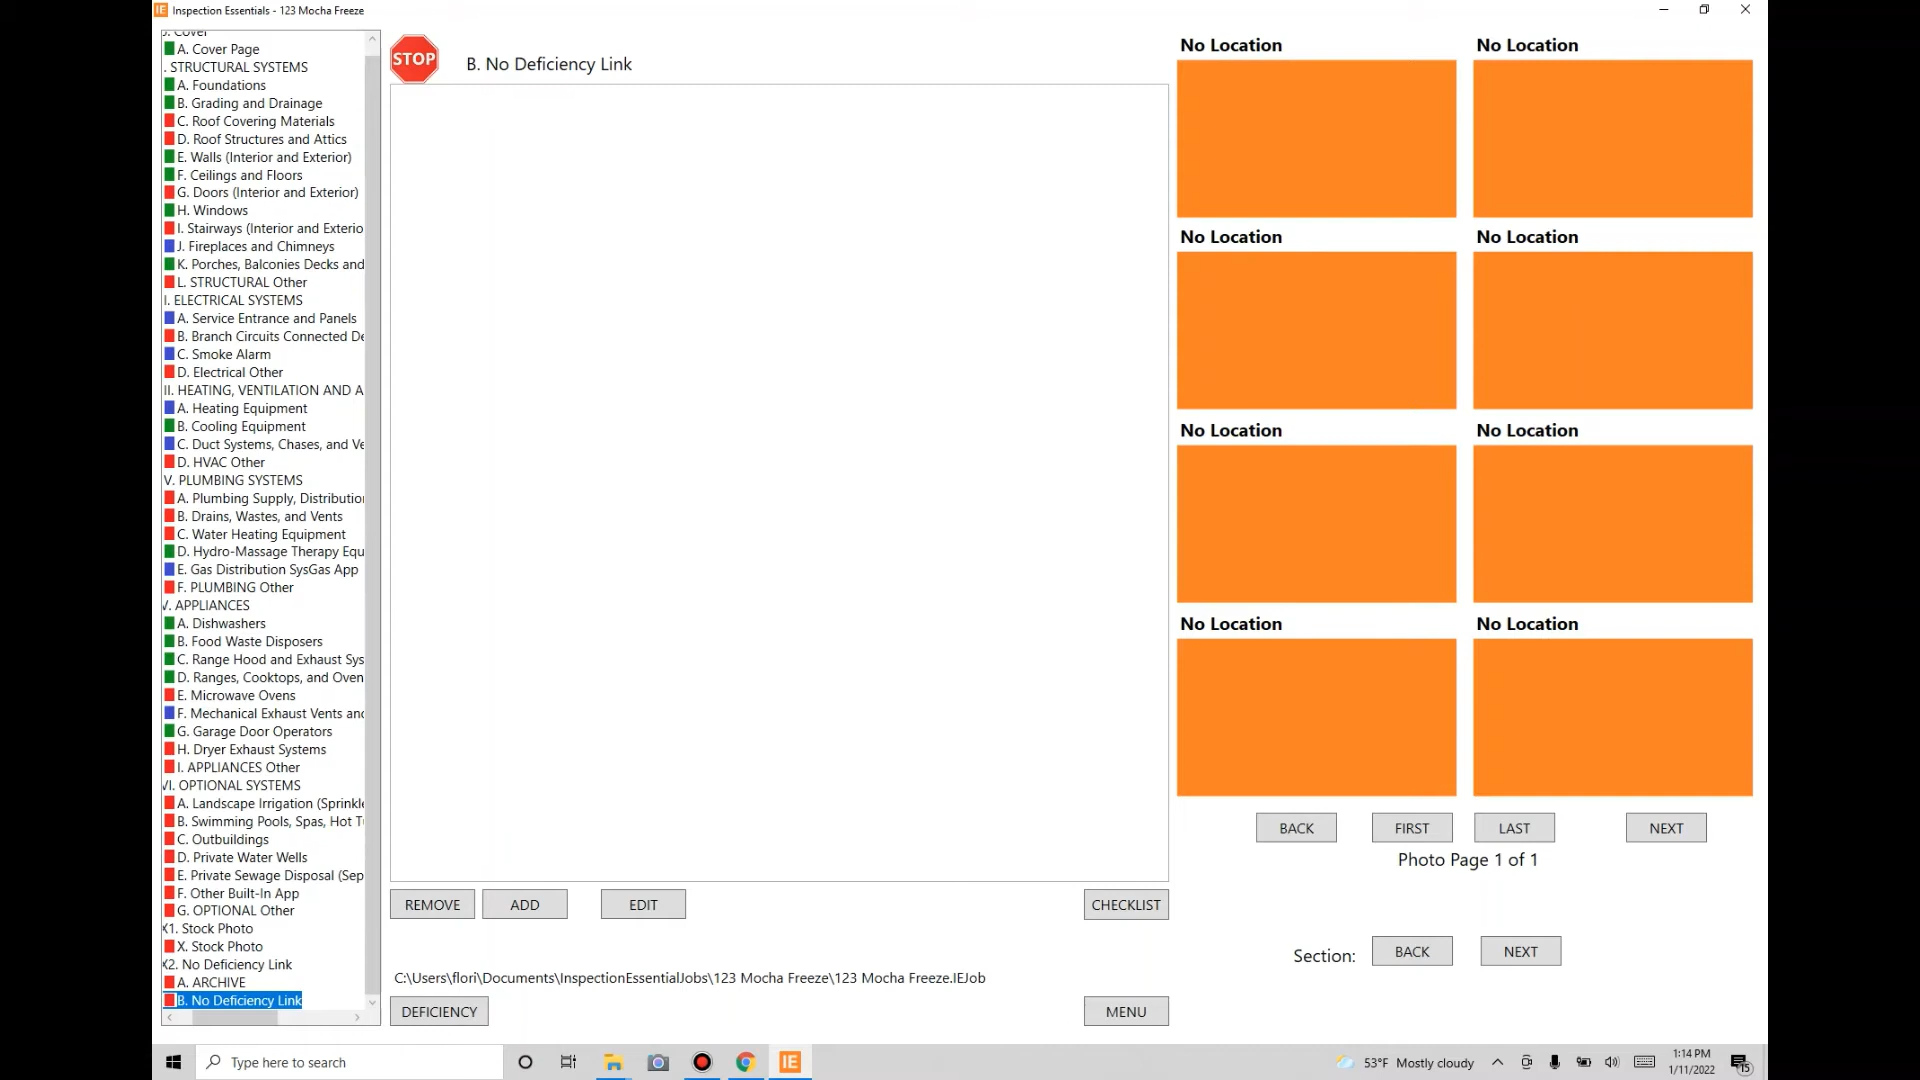 IE Inspection Essentials - 123 Mocha Freeze
J. Cover
A. Cover Page
. STRUCTURAL SYSTEMS
A. Foundations
B. Grading and Drainage
C. Roof Covering Materials
D. Roof Structures and Attics
E. Walls (Interior and Exterior)
F. Ceilings and Floors
G. Doors (Interior and Exterior)
H. Windows
I. Stairways (Interior and Exterio
J. Fireplaces and Chimneys
K. Porches, Balconies Decks and
L. STRUCTURAL Other
I. ELECTRICAL SYSTEMS
A. Service Entrance and Panels
B. Branch Circuits Connected De
C. Smoke Alarm
D. Electrical Other
II. HEATING, VENTILATION AND A
A. Heating Equipment
B. Cooling Equipment
C. Duct Systems, Chases, and Ve
D. HVAC Other
V. PLUMBING SYSTEMS
A. Plumbing Supply, Distribution
B. Drains, Wastes, and Vents
C. Water Heating Equipment
D. Hydro-Massage Therapy Equ
E. Gas Distribution SysGas App
F. PLUMBING Other
V. APPLIANCES
A. Dishwashers
B. Food Waste Disposers
C. Range Hood and Exhaust Sys
D. Ranges, Cooktops, and Oven
E. Microwave Ovens
F. Mechanical Exhaust Vents and
G. Garage Door Operators
H. Dryer Exhaust Systems
I. APPLIANCES Other
VI. OPTIONAL SYSTEMS
A. Landscape Irrigation (Sprinkle
B. Swimming Pools, Spas, Hot T
C. Outbuildings
D. Private Water Wells
E. Private Sewage Disposal (Sep
F. Other Built-In App
G. OPTIONAL Other
X1. Stock Photo
X. Stock Photo
X2. No Deficiency Link
A. ARCHIVE
B. No Deficiency Link
STOP
B. No Deficiency Link
REMOVE ADD EDIT CHECKLIST
C:\Users\flori\Documents\InspectionEssentialJobs\123 Mocha Freeze\123 Mocha Freeze.IEJob
DEFICIENCY MENU
No Location No Location
No Location No Location
No Location No Location
No Location No Location
BACK FIRST LAST NEXT
Photo Page 1 of 1
Section: BACK NEXT
Type here to search
IE
53°F Mostly cloudy
1:14 PM
1/11/2022
15